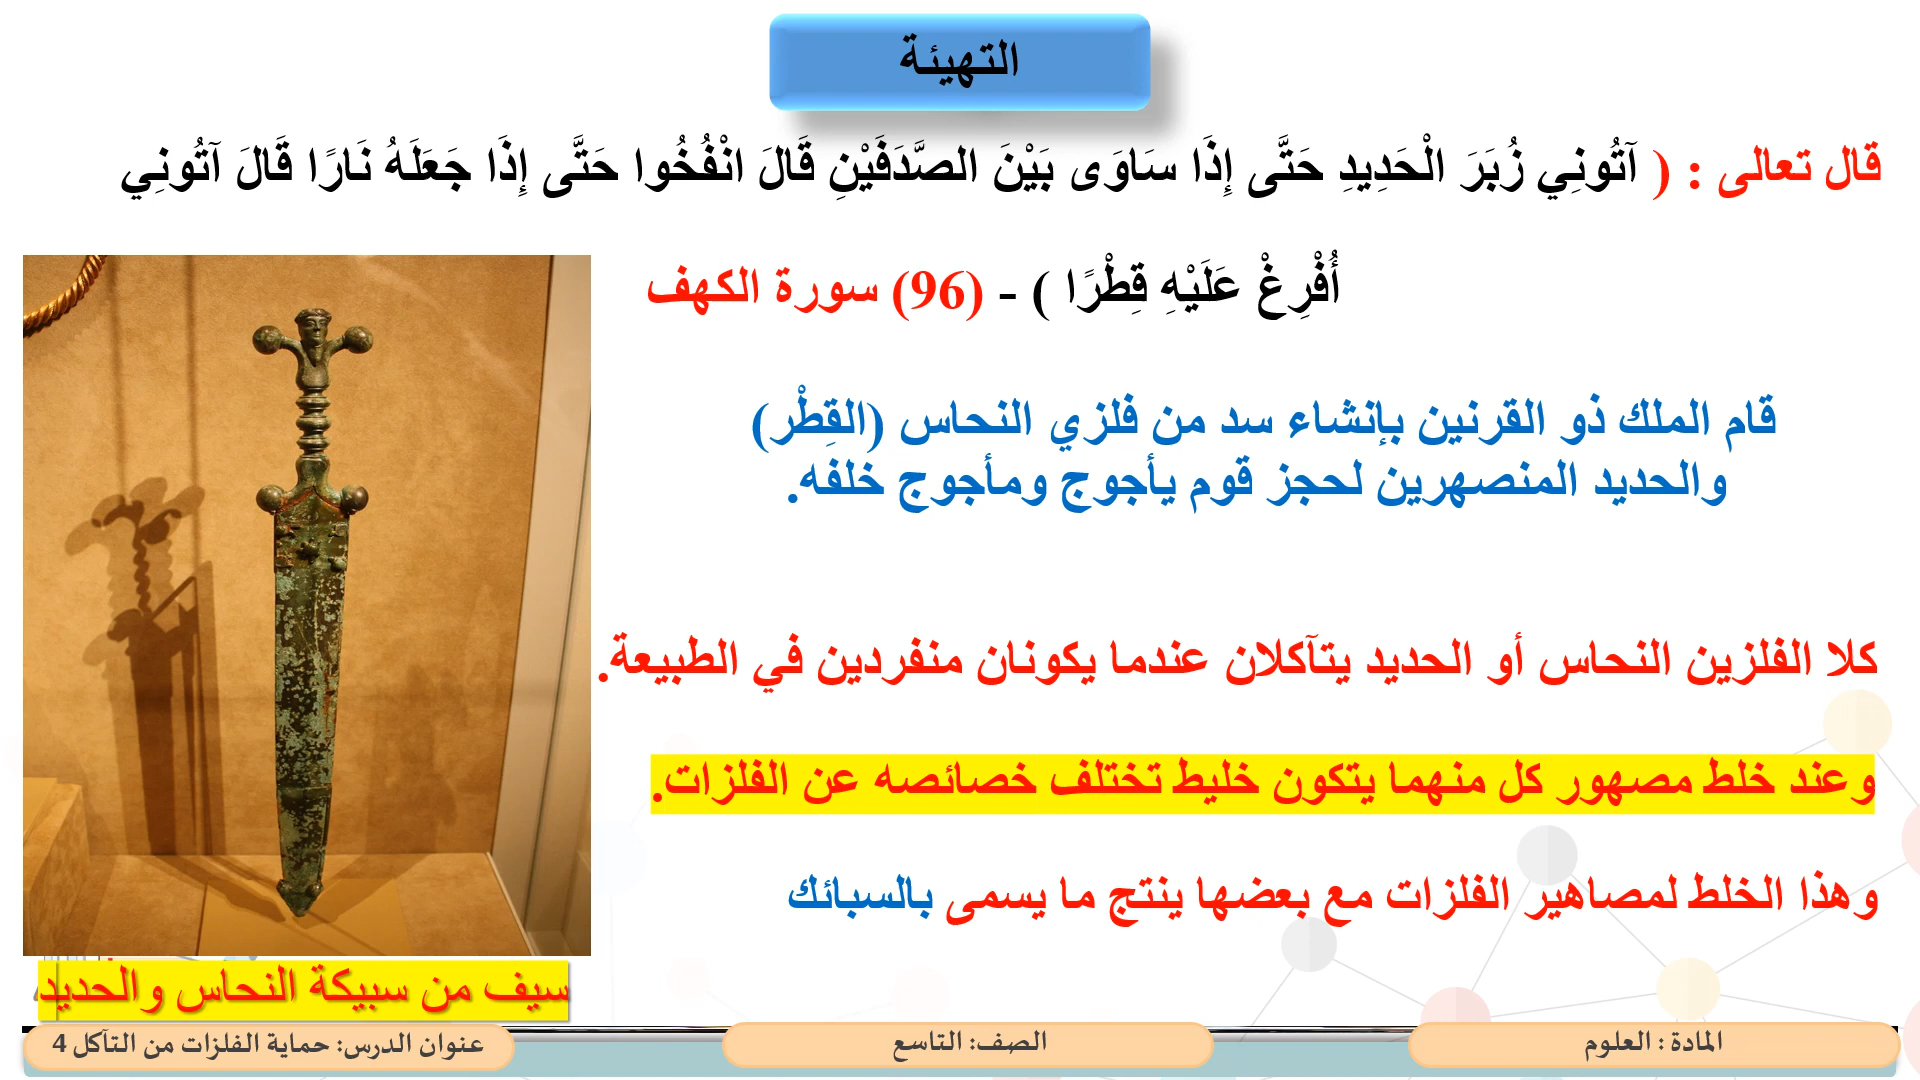 التهيئة
قال تعالى : ( آتُونِي زُبَرَ الْحَدِيدِ حَتَّى إِذَا سَاوَى بَيْنَ الصَّدَفَيْنِ قَالَ انْفُخُوا حَتَّى إِذَا جَعَلَهُ نَارًا قَالَ آتُونِي
أُفْرِغْ عَلَيْهِ قِطْرًا ) - (96) سورة الكهف
قام الملك ذو القرنين بإنشاء سد من فلزي النحاس (القِطْر)
والحديد المنصهرين لحجز قوم يأجوج ومأجوج خلفه.
كلا الفلزين النحاس أو الحديد يتآكلان عندما يكونان منفردين في الطبيعة.
وعند خلط مصهور كل منهما يتكون خليط تختلف خصائصه عن الفلزات.
وهذا الخلط لمصاهير الفلزات مع بعضها ينتج ما يسمى بالسبائك
سيف من سبيكة النحاس والحديد
المادة : العلوم
الصف: التاسع
عنوان الدرس: حماية الفلزات من التآكل 4